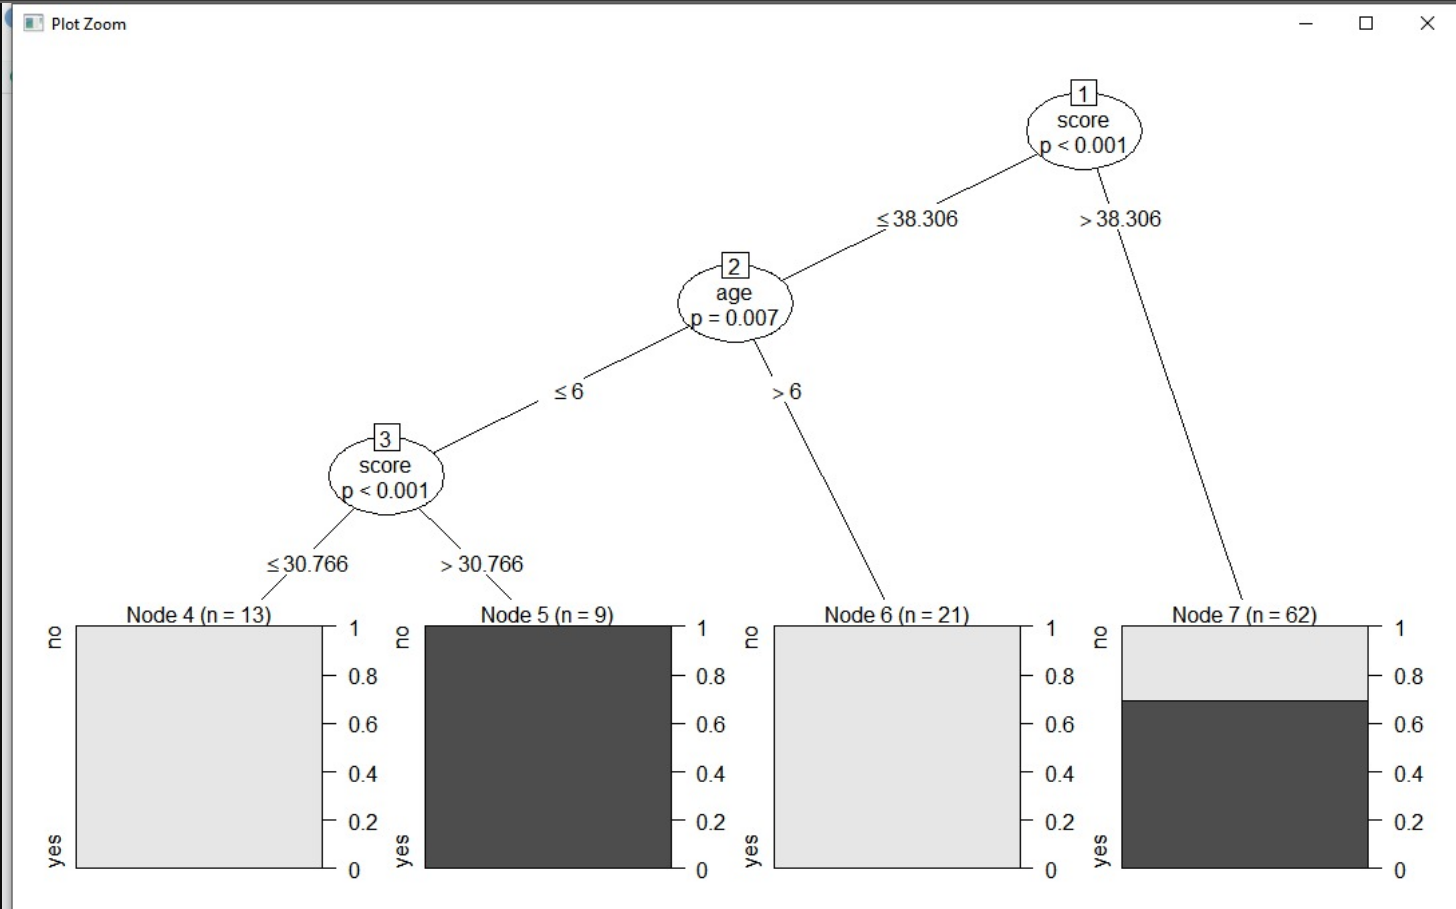 Plot Zoom
1
score
p < 0.001
≤ 38.306
> 38.306
2
age
p = 0.007
≤ 6
> 6
3
score
p < 0.001
≤ 30.766
> 30.766
Node 4 (n = 13)
no
yes
1
0.8
0.6
0.4
0.2
0
Node 5 (n = 9)
no
yes
1
0.8
0.6
0.4
0.2
0
Node 6 (n = 21)
no
yes
1
0.8
0.6
0.4
0.2
0
Node 7 (n = 62)
no
yes
1
0.8
0.6
0.4
0.2
0